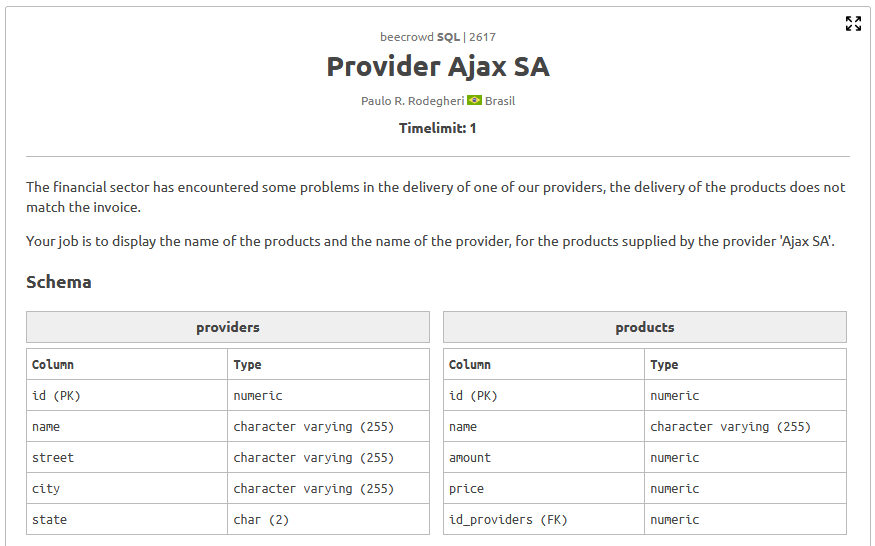 beecrowd SQL | 2617
Provider Ajax SA
Paulo R. Rodegheri Brasil
Timelimit: 1
The financial sector has encountered some problems in the delivery of one of our providers, the delivery of the products does not
match the invoice.
Your job is to display the name of the products and the name of the provider, for the products supplied by the provider 'Ajax SA'.
Schema
providers
Column Type
id (PK) numeric
name character varying (255)
street character varying (255)
city character varying (255)
state char (2)
products
Column Type
id (PK) numeric
name character varying (255)
amount numeric
price numeric
id_providers (FK) numeric